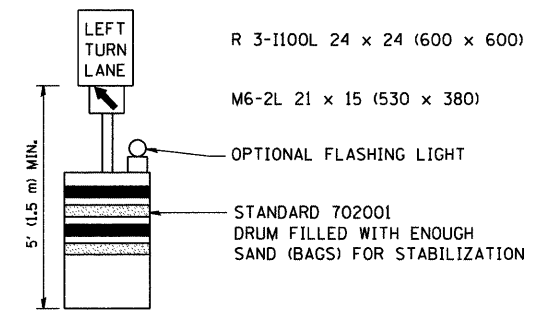 LEFT
TURN
LANE
R 3-I100L 24 x 24 (600 x 600)
M6-2L 21 x 15 (530 x 380)
OPTIONAL FLASHING LIGHT
5' (1.5 m) MIN.
STANDARD 702001
DRUM FILLED WITH ENOUGH
SAND (BAGS) FOR STABILIZATION